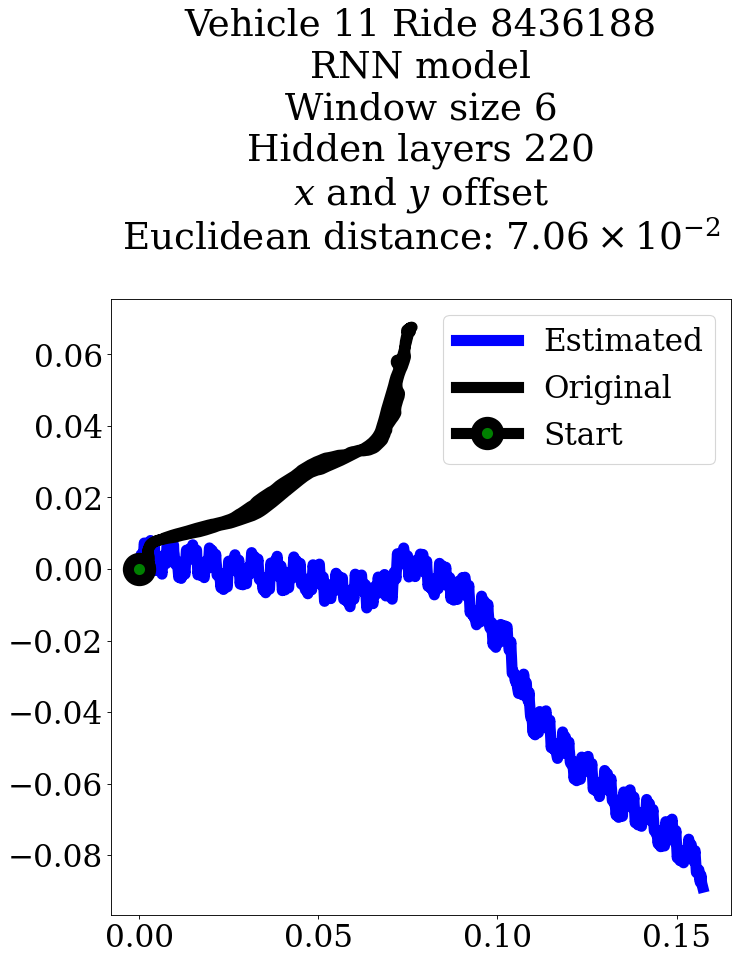 Vehicle 11 Ride 8436188
RNN model
Window size 6
Hidden layers 220
x and y offset
Euclidean distance: 7.06 × 10⁻²
Estimated
Original
Start
0.06
0.04
0.02
0.00
−0.02
−0.04
−0.06
−0.08
0.00 0.05 0.10 0.15